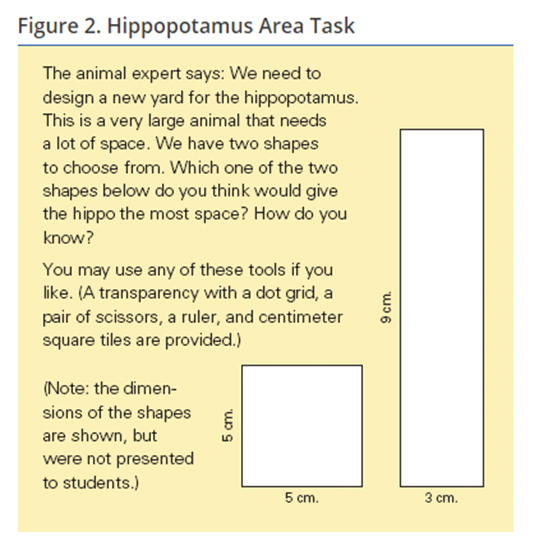 Figure 2. Hippopotamus Area Task
The animal expert says: We need to
design a new yard for the hippopotamus.
This is a very large animal that needs
a lot of space. We have two shapes
to choose from. Which one of the two
shapes below do you think would give
the hippo the most space? How do you
know?
You may use any of these tools if you
like. (A transparency with a dot grid, a
pair of scissors, a ruler, and centimeter
square tiles are provided.)
(Note: the dimen-
sions of the shapes
are shown, but
were not presented
to students.)
5 cm.
5 cm.
9 cm.
3 cm.